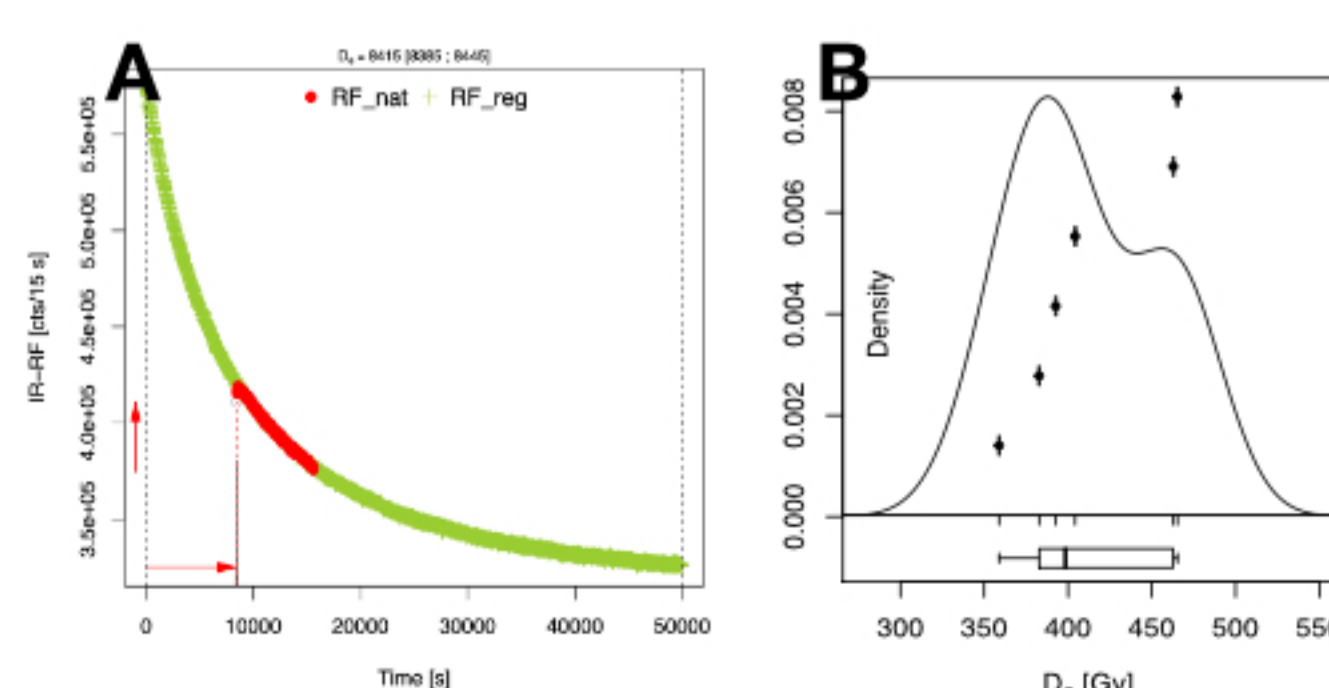 A
Dₑ = 8415 [8385 ; 8445]
RF_nat
RF_reg
IR−RF [cts/15 s]
5.5e+05
5.0e+05
4.5e+05
4.0e+05
3.5e+05
0 10000 20000 30000 40000 50000
Time [s]
B
Density
0.008
0.006
0.004
0.002
0.000
300 350 400 450 500
[Gy]